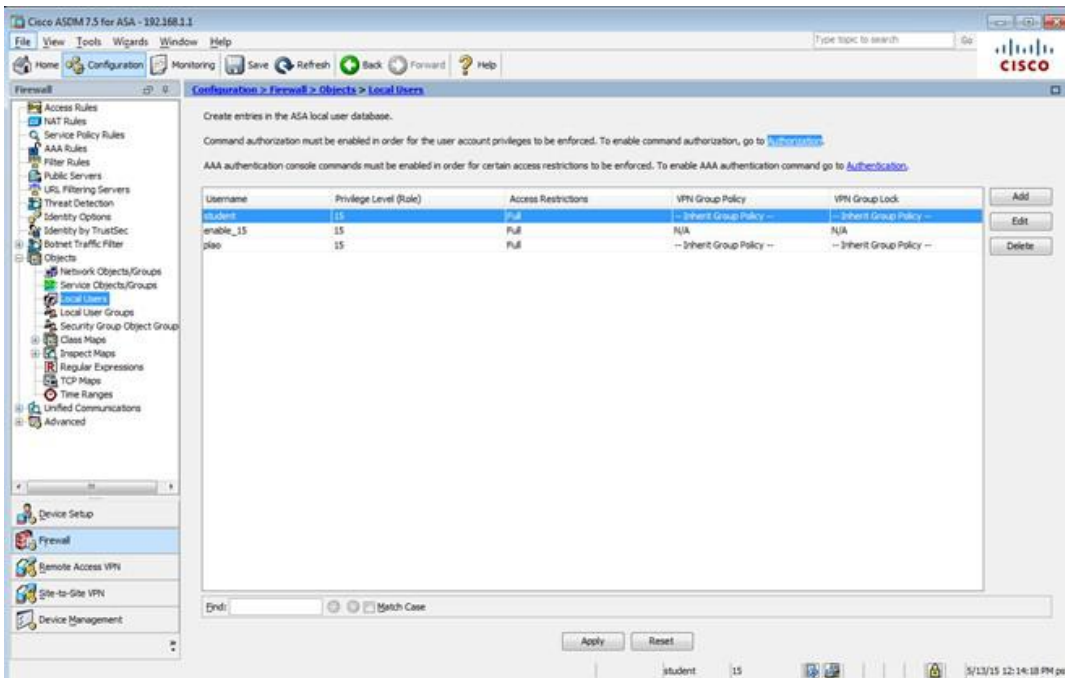 Cisco ASDM 7.5 for ASA - 192.168.1.1
File View Tools Wizards Window Help
Type topic to search Go
Home Configuration Monitoring Save Refresh Back Forward Help
CISCO
Firewall
Configuration > Firewall > Objects > Local Users
Access Rules
NAT Rules
Service Policy Rules
AAA Rules
Filter Rules
Public Servers
URL Filtering Servers
Threat Detection
Identity Options
Identity by TrustSec
Botnet Traffic Filter
Objects
Network Objects/Groups
Service Objects/Groups
Local Users
Local User Groups
Security Group Object Group
Class Maps
Inspect Maps
Regular Expressions
TCP Maps
Time Ranges
Unified Communications
Advanced
Device Setup
Firewall
Remote Access VPN
Site-to-Site VPN
Device Management
Create entries in the ASA local user database.
Command authorization must be enabled in order for the user account privileges to be enforced. To enable command authorization, go to Authorization.
AAA authentication console commands must be enabled in order for certain access restrictions to be enforced. To enable AAA authentication command go to Authentication.
Username Privilege Level (Role) Access Restrictions VPN Group Policy VPN Group Lock
student 15 Full -- Inherit Group Policy -- -- Inherit Group Policy --
enable_15 15 Full N/A N/A
15 Full -- Inherit Group Policy -- -- Inherit Group Policy --
Add
Edit
Delete
Find: Match Case
Apply Reset
student 15 5/13/15 12:14:18 PM